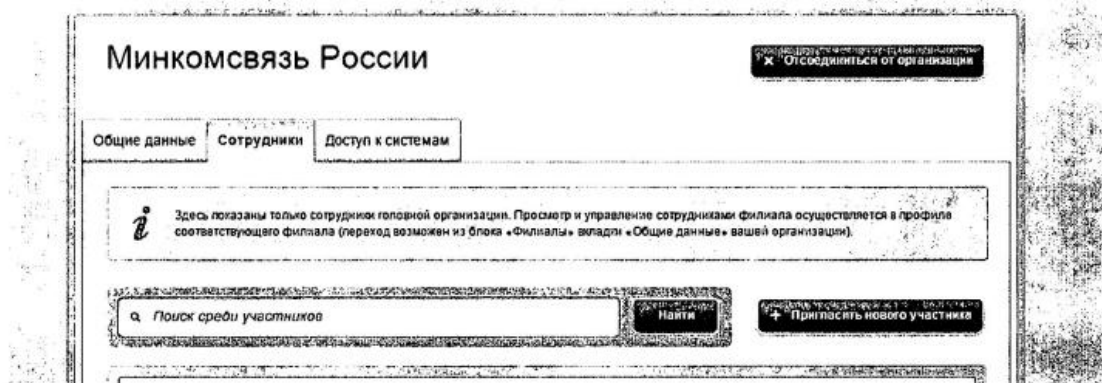 Минкомсвязь России
× Отсоединиться от организации
Общие данные
Сотрудники
Доступ к системам
Здесь показаны только сотрудники головной организации. Просмотр и управление сотрудниками филиала осуществляется в профиле
соответствующего филиала (переход возможен из блока «Филиалы» вкладки «Общие данные» вашей организации).
Поиск среди участников
Найти
+ Пригласить нового участника